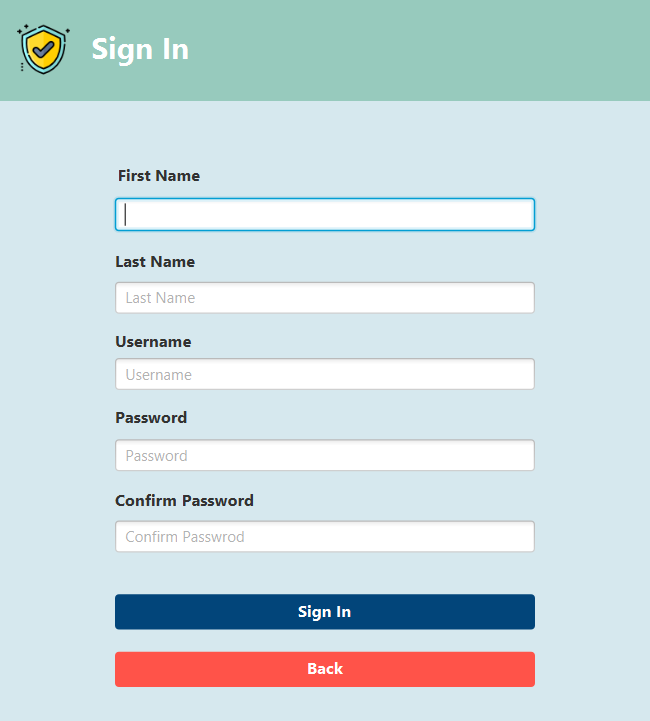 Sign In
First Name
Last Name
Last Name
Username
Username
Password
Password
Confirm Password
Confirm Passwrod
Sign In
Back